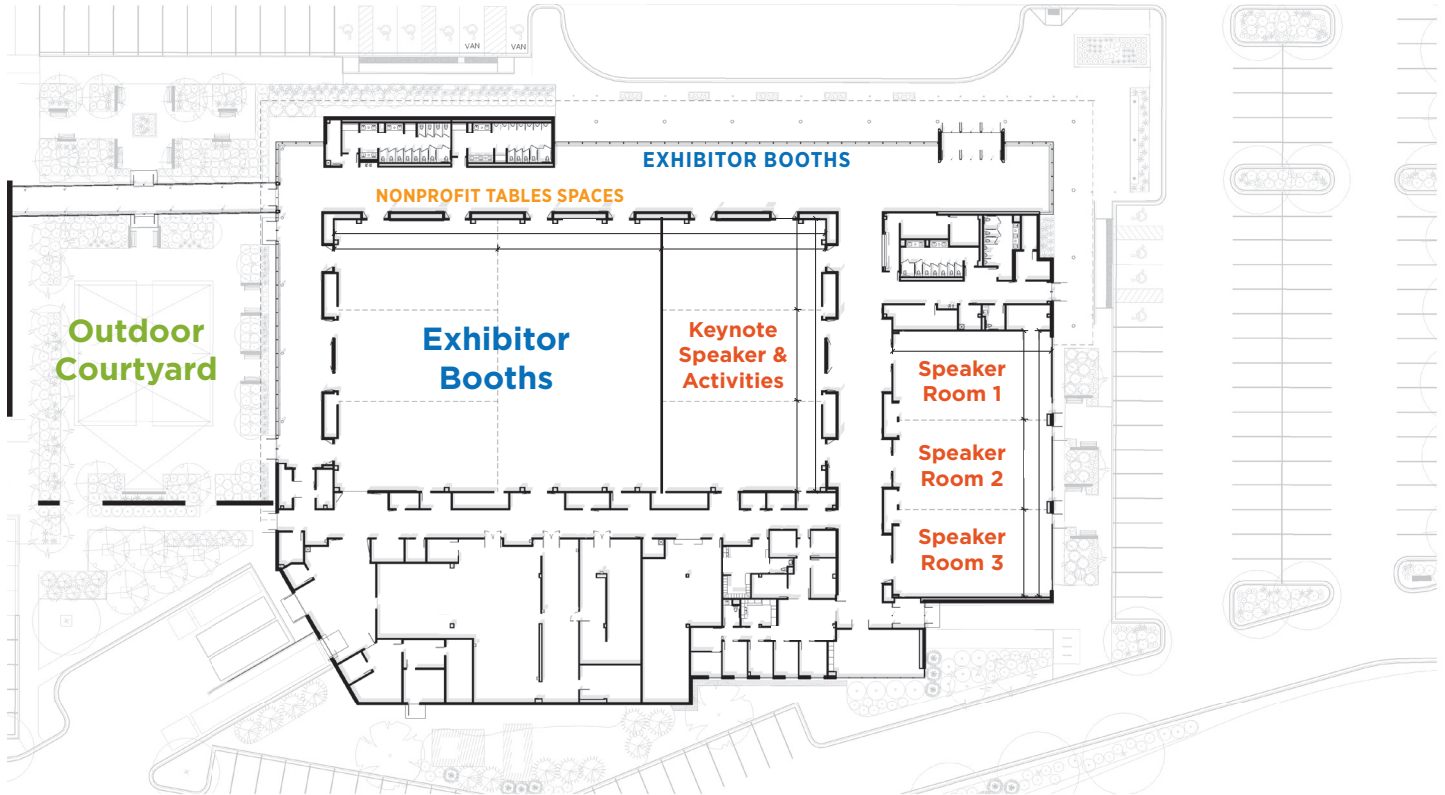 VAN
VAN
EXHIBITOR BOOTHS
NONPROFIT TABLES SPACES
Outdoor
Courtyard
Exhibitor
Booths
Keynote
Speaker &
Activities
Speaker
Room 1
Speaker
Room 2
Speaker
Room 3